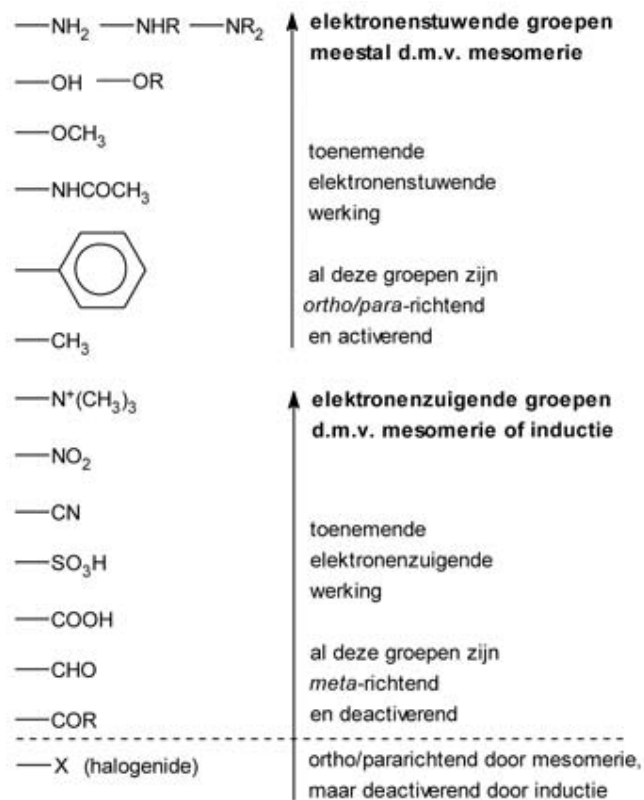 —NH₂ —NHR —NR₂ elektronenstuwende groepen
meestal d.m.v. mesomerie
—OH —OR
—OCH₃ toenemende
elektronenstuwende
—NHCOCH₃ werking
al deze groepen zijn
ortho/para-richtend
—CH₃ en activerend
—N⁺(CH₃)₃ elektronenzuigende groepen
d.m.v. mesomerie of inductie
—NO₂
—CN toenemende
—SO₃H elektronenzuigende
werking
—COOH
al deze groepen zijn
—CHO meta-richtend
—COR en deactiverend
—X (halogenide) ortho/pararichtend door mesomerie,
maar deactiverend door inductie